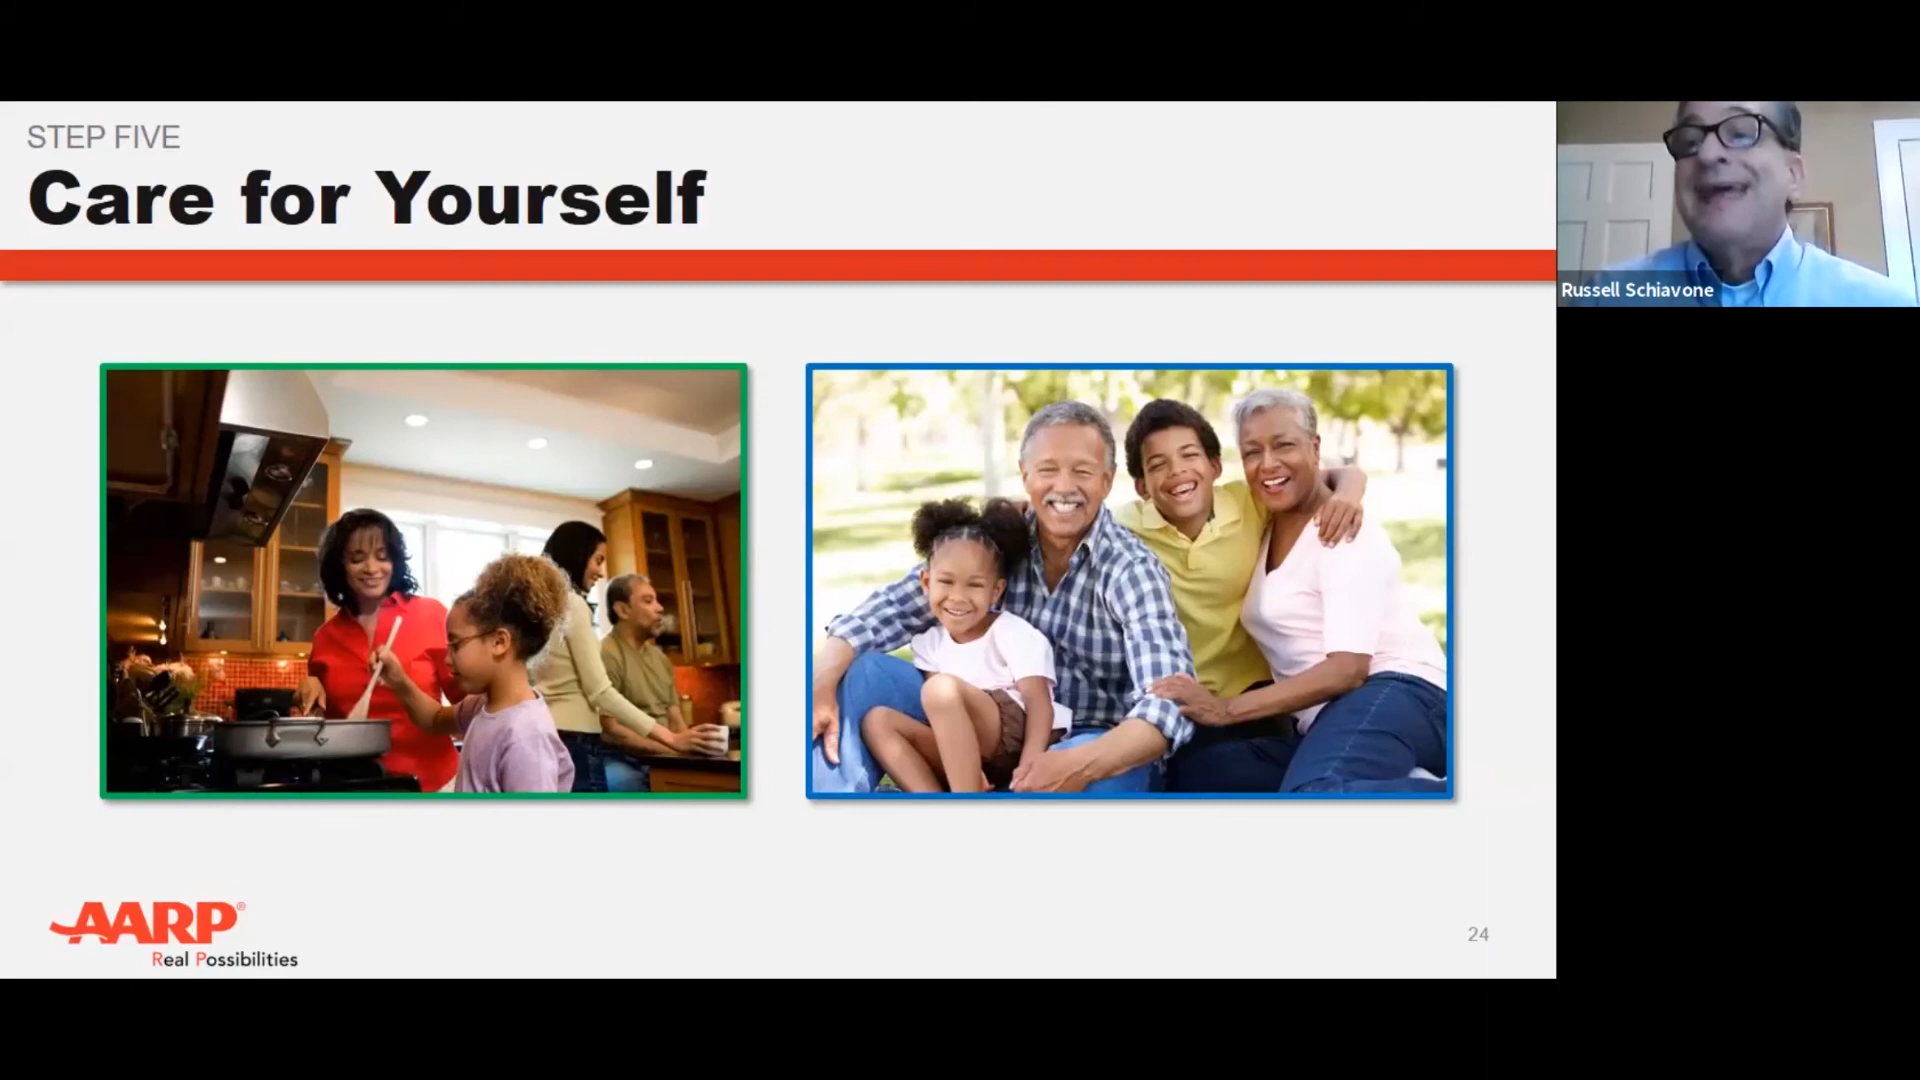 STEP FIVE
Care for Yourself
Russell Schiavone
AARP®
Real Possibilities
24